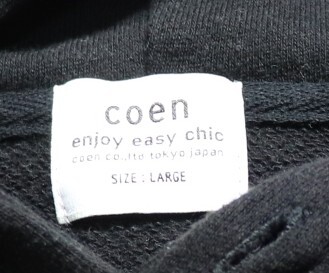 coen
enjoy easy chic
coen co.,ltd tokyo japan
SIZE : LARGE